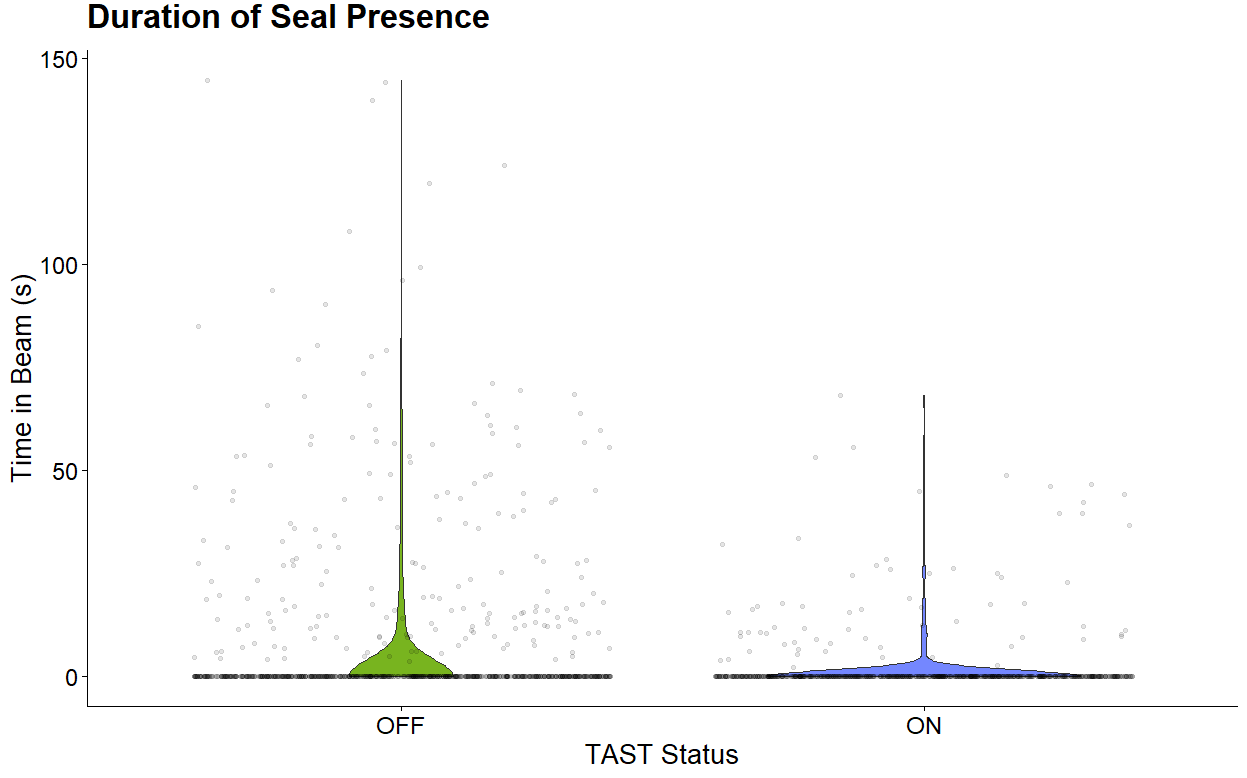 Duration of Seal Presence
150
100
50
0
Time in Beam (s)
OFF
ON
TAST Status